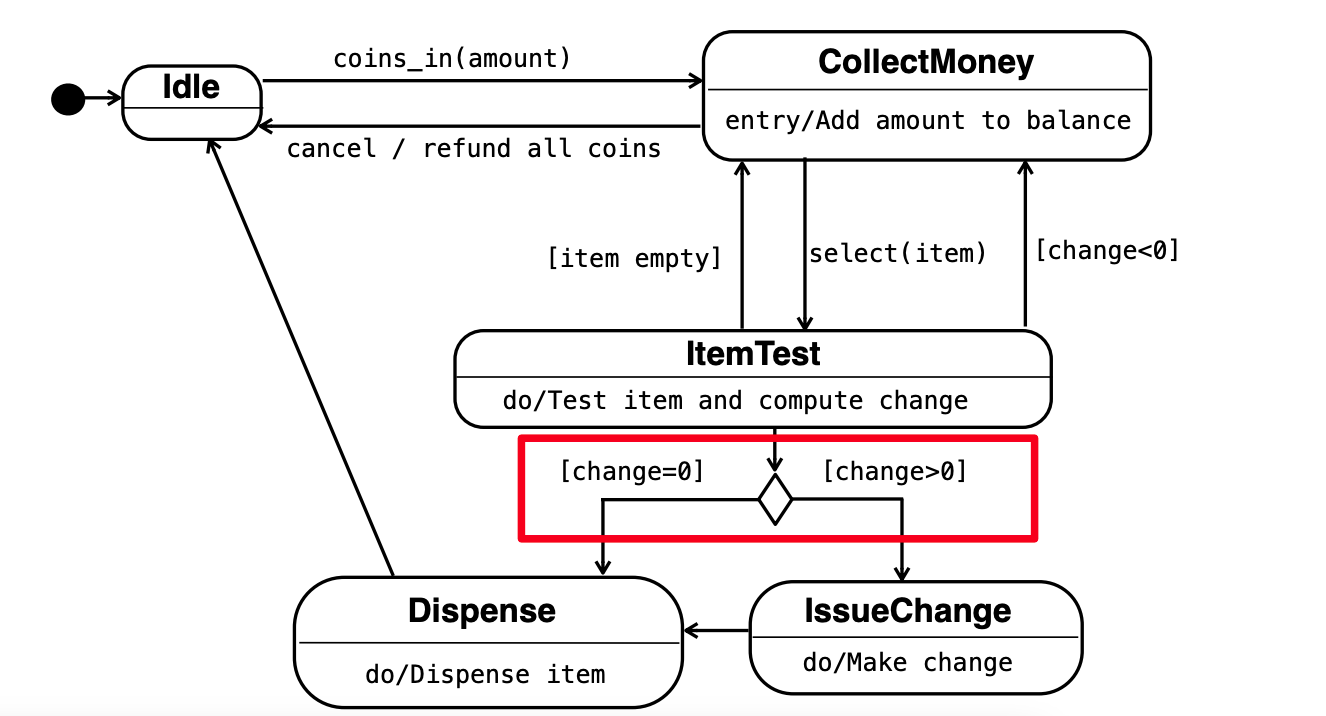 coins_in(amount)
Idle
CollectMoney
entry/Add amount to balance
cancel / refund all coins
[item empty]
select(item)
[change<0]
ItemTest
do/Test item and compute change
[change=0]
[change>0]
Dispense
do/Dispense item
IssueChange
do/Make change